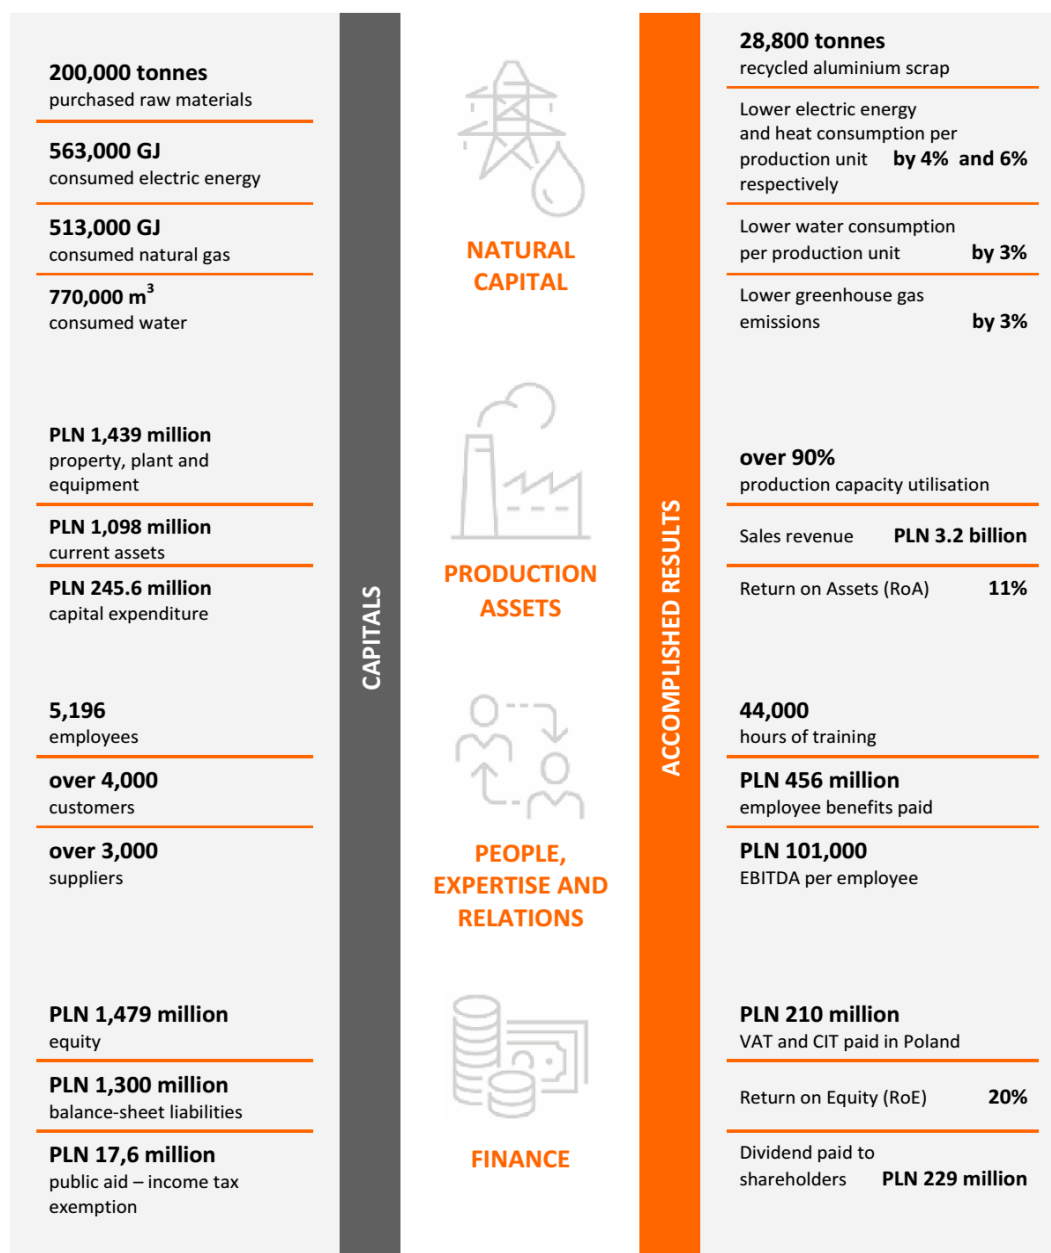 200,000 tonnes
purchased raw materials
563,000 GJ
consumed electric energy
513,000 GJ
consumed natural gas
770,000 m³
consumed water
NATURAL
CAPITAL
28,800 tonnes
recycled aluminium scrap
Lower electric energy
and heat consumption per
production unit by 4% and 6%
respectively
Lower water consumption
per production unit by 3%
Lower greenhouse gas
emissions by 3%
PLN 1,439 million
property, plant and
equipment
PLN 1,098 million
current assets
PLN 245.6 million
capital expenditure
CAPITALS
PRODUCTION
ASSETS
ACCOMPLISHED RESULTS
over 90%
production capacity utilisation
Sales revenue PLN 3.2 billion
Return on Assets (RoA) 11%
5,196
employees
over 4,000
customers
over 3,000
suppliers
PEOPLE,
EXPERTISE AND
RELATIONS
44,000
hours of training
PLN 456 million
employee benefits paid
PLN 101,000
EBITDA per employee
PLN 1,479 million
equity
PLN 1,300 million
balance-sheet liabilities
PLN 17,6 million
public aid – income tax
exemption
FINANCE
PLN 210 million
VAT and CIT paid in Poland
Return on Equity (RoE) 20%
Dividend paid to
shareholders PLN 229 million